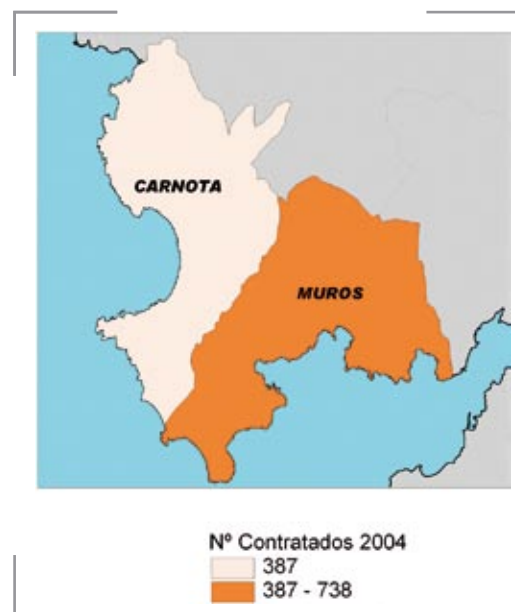 CARNOTA
MUROS
Nº Contratados 2004
387
387 - 738